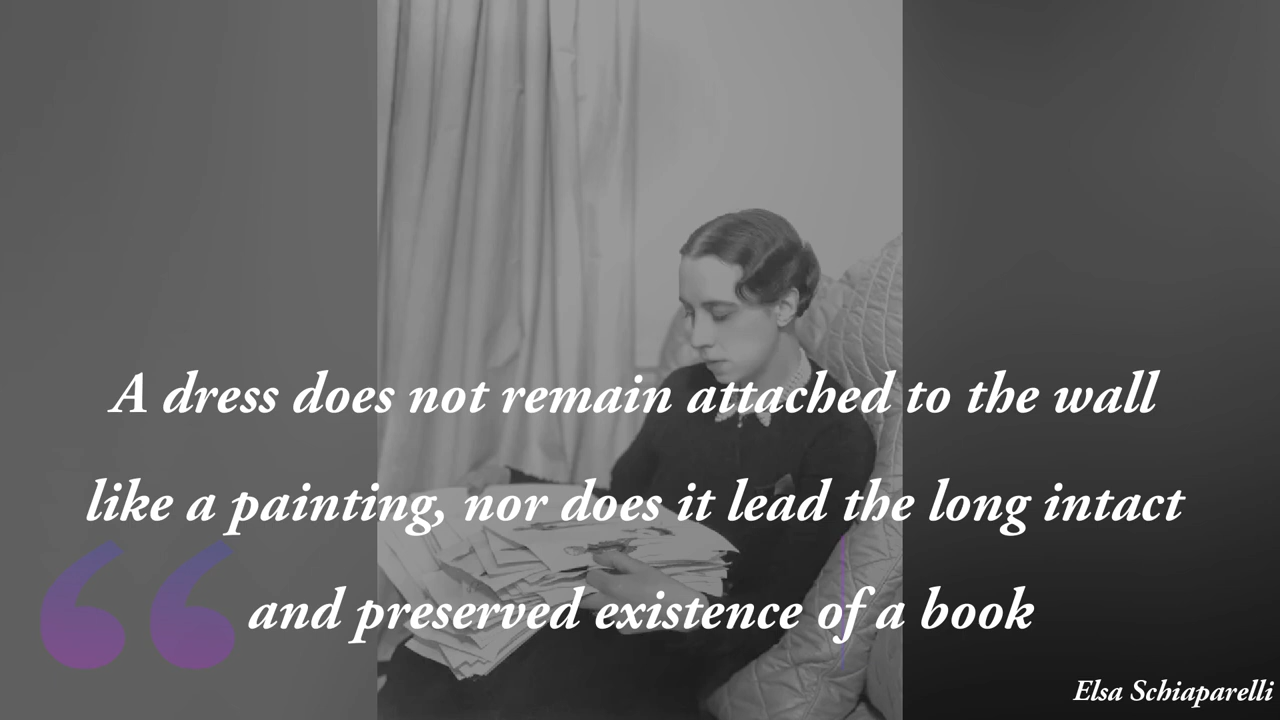 A dress does not remain attached to the wall
like a painting, nor does it lead the long intact
and preserved existence of a book
Elsa Schiaparelli